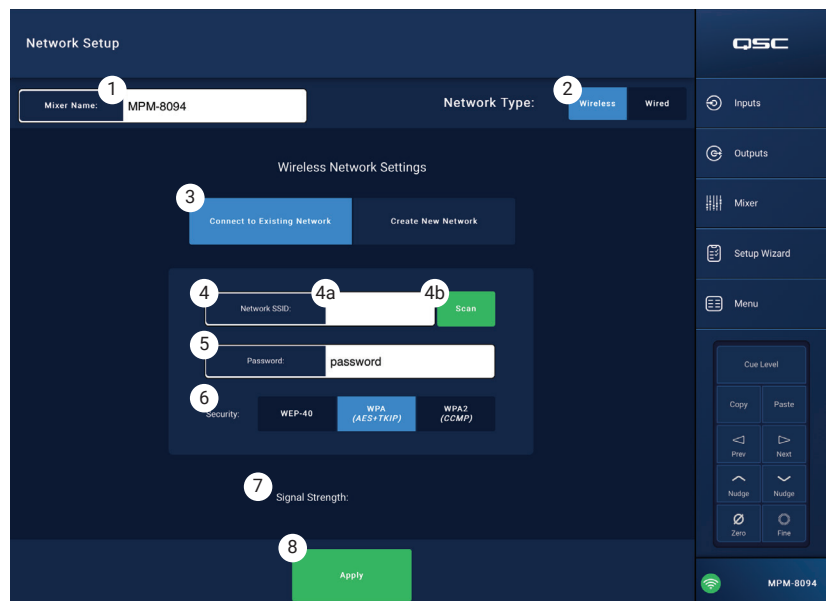 Network Setup
QSC
1
2
Mixer Name: MPM-8094
Network Type: Wireless Wired
Inputs
Outputs
Wireless Network Settings
3
Connect to Existing Network Create New Network
Mixer
Setup Wizard
4 4a 4b
Network SSID: Scan
Menu
5
Password: password
6
Security: WEP-40 WPA (AES+TKIP) WPA2 (CCMP)
7
Signal Strength:
8
Apply
Cue Level
Copy Paste
Prev Next
Nudge Nudge
Zero Fine
MPM-8094